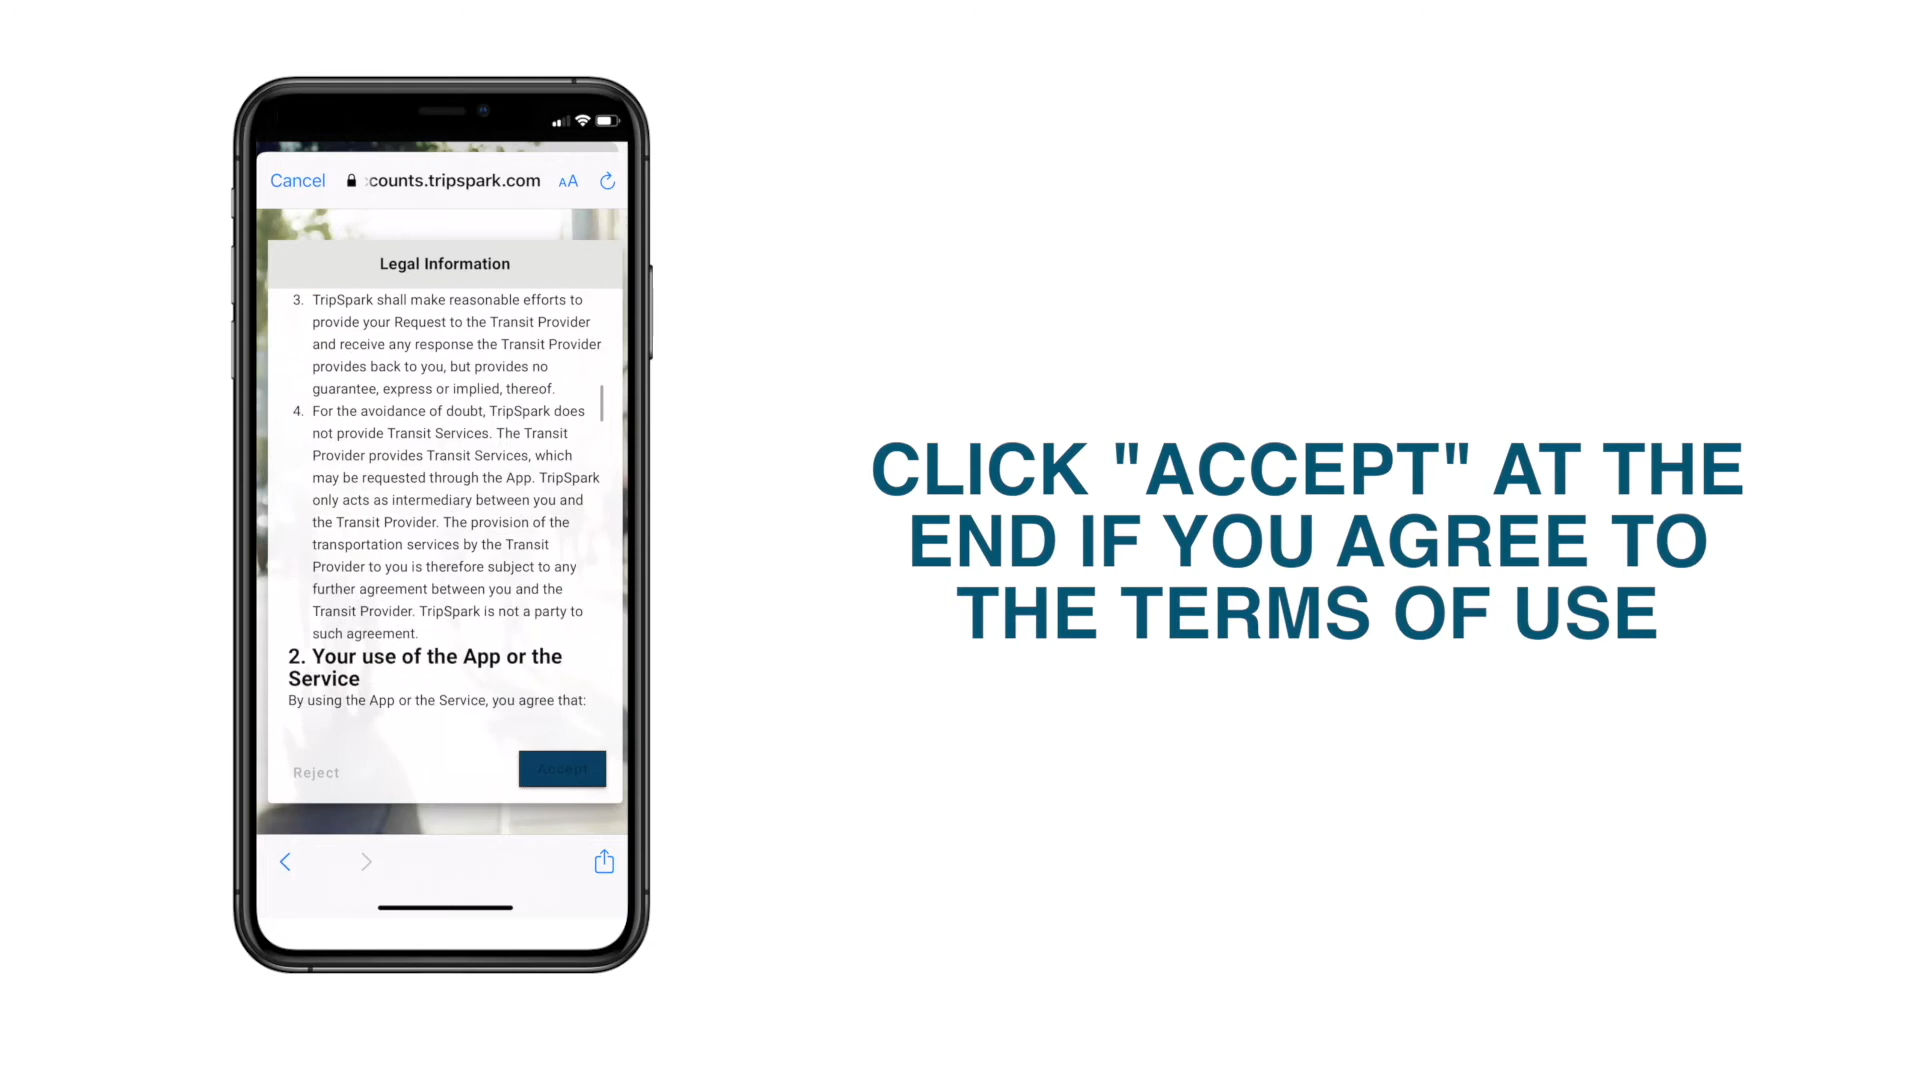 Cancel
counts.tripspark.com
AA
Legal Information
3. TripSpark shall make reasonable efforts to
provide your Request to the Transit Provider
and receive any response the Transit Provider
provides back to you, but provides no
guarantee, express or implied, thereof.
4. For the avoidance of doubt, TripSpark does
not provide Transit Services. The Transit
Provider provides Transit Services, which
may be requested through the App. TripSpark
only acts as intermediary between you and
the Transit Provider. The provision of the
transportation services by the Transit
Provider to you is therefore subject to any
further agreement between you and the
Transit Provider. TripSpark is not a party to
such agreement.
2. Your use of the App or the
Service
By using the App or the Service, you agree that:
Reject
Accept
CLICK "ACCEPT" AT THE
END IF YOU AGREE TO
THE TERMS OF USE